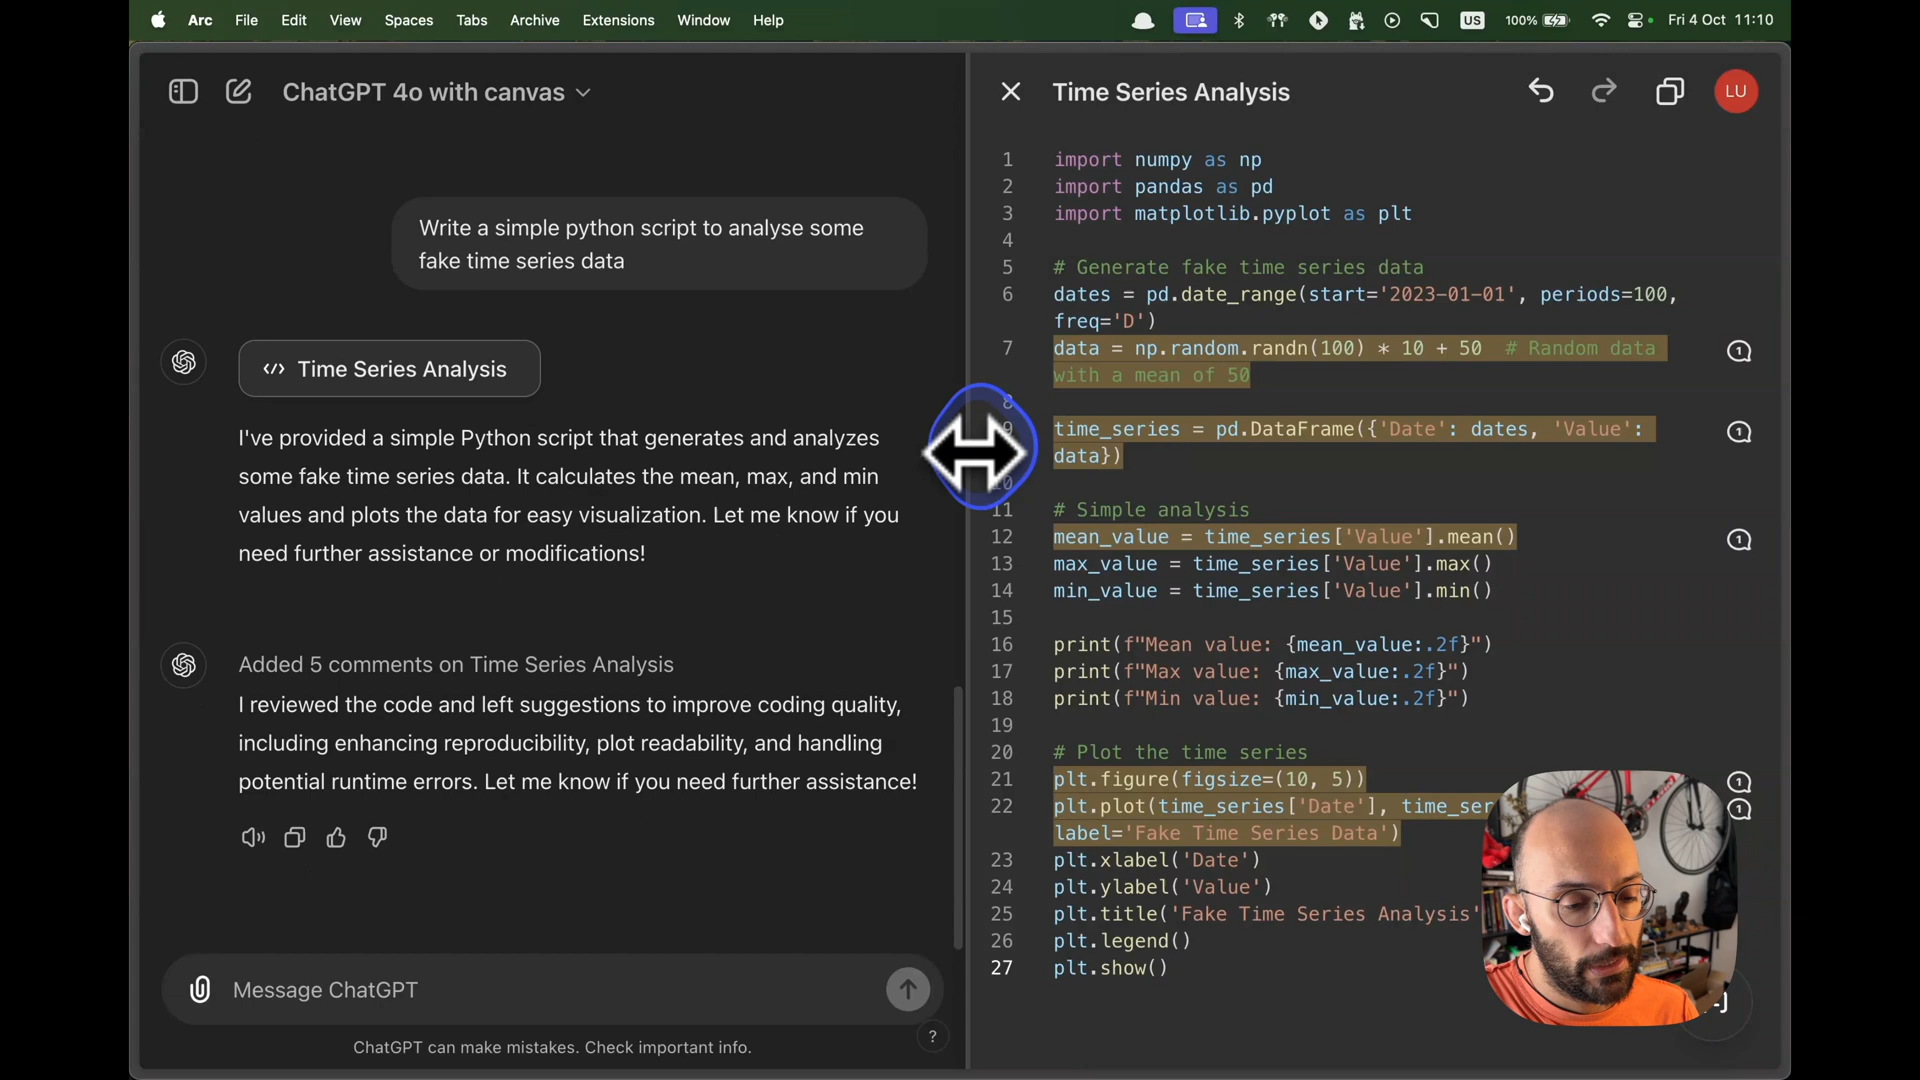 Arc File Edit View Spaces Tabs Archive Extensions Window Help US 100% Fri 4 Oct 11:10
ChatGPT 4o with canvas
Write a simple python script to analyse some
fake time series data
Time Series Analysis
I've provided a simple Python script that generates and analyzes
some fake time series data. It calculates the mean, max, and min
values and plots the data for easy visualization. Let me know if you
need further assistance or modifications!
Added 5 comments on Time Series Analysis
I reviewed the code and left suggestions to improve coding quality,
including enhancing reproducibility, plot readability, and handling
potential runtime errors. Let me know if you need further assistance!
Message ChatGPT
?
ChatGPT can make mistakes. Check important info.
Time Series Analysis LU
1 import numpy as np
2 import pandas as pd
3 import matplotlib.pyplot as plt
4
5 # Generate fake time series data
6 dates = pd.date_range(start='2023-01-01', periods=100,
freq='D')
7 data = np.random.randn(100) * 10 + 50 # Random data 1
with a mean of 50
8
9 time_series = pd.DataFrame({'Date': dates, 'Value': 1
data})
10
11 # Simple analysis
12 mean_value = time_series['Value'].mean() 1
13 max_value = time_series['Value'].max()
14 min_value = time_series['Value'].min()
15
16 print(f"Mean value: {mean_value:.2f}")
17 print(f"Max value: {max_value:.2f}")
18 print(f"Min value: {min_value:.2f}")
19
20 # Plot the time series
21 plt.figure(figsize=(10, 5)) 1
22 plt.plot(time_series['Date'], time_ser 1
label='Fake Time Series Data')
23 plt.xlabel('Date')
24 plt.ylabel('Value')
25 plt.title('Fake Time Series Analysis'
26 plt.legend()
27 plt.show()